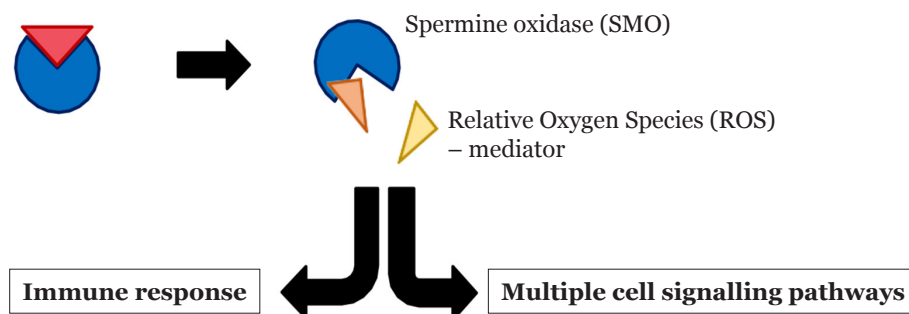 Spermine oxidase (SMO)
Relative Oxygen Species (ROS)
– mediator
Immune response
Multiple cell signalling pathways